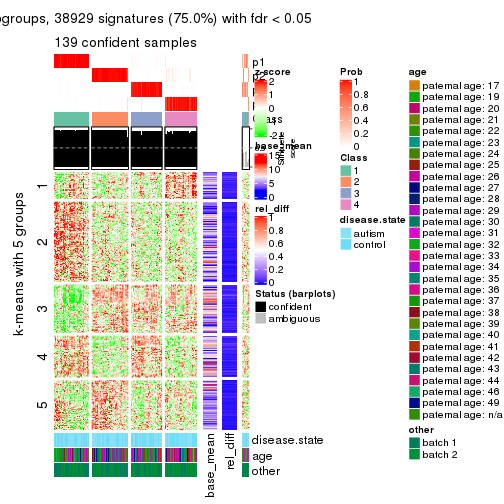 ogroups, 38929 signatures (75.0%) with fdr < 0.05
139 confident samples
p1
p2
z-score
2
1
0
-1
-2
Class
Silhouette
score
base_mean
15
10
5
0
rel_diff
1
0.8
0.6
0.4
0.2
0
Status (barplots)
confident
ambiguous
Prob
1
0.8
0.6
0.4
0.2
0
Class
1
2
3
4
disease.state
autism
control
age
paternal age: 17
paternal age: 19
paternal age: 20
paternal age: 21
paternal age: 22
paternal age: 23
paternal age: 24
paternal age: 25
paternal age: 26
paternal age: 27
paternal age: 28
paternal age: 29
paternal age: 30
paternal age: 31
paternal age: 32
paternal age: 33
paternal age: 34
paternal age: 35
paternal age: 36
paternal age: 37
paternal age: 38
paternal age: 39
paternal age: 40
paternal age: 41
paternal age: 42
paternal age: 43
paternal age: 44
paternal age: 46
paternal age: 49
paternal age: n/a
other
batch 1
batch 2
k-means with 5 groups
1
2
3
4
5
disease.state
age
other
base_mean
rel_diff